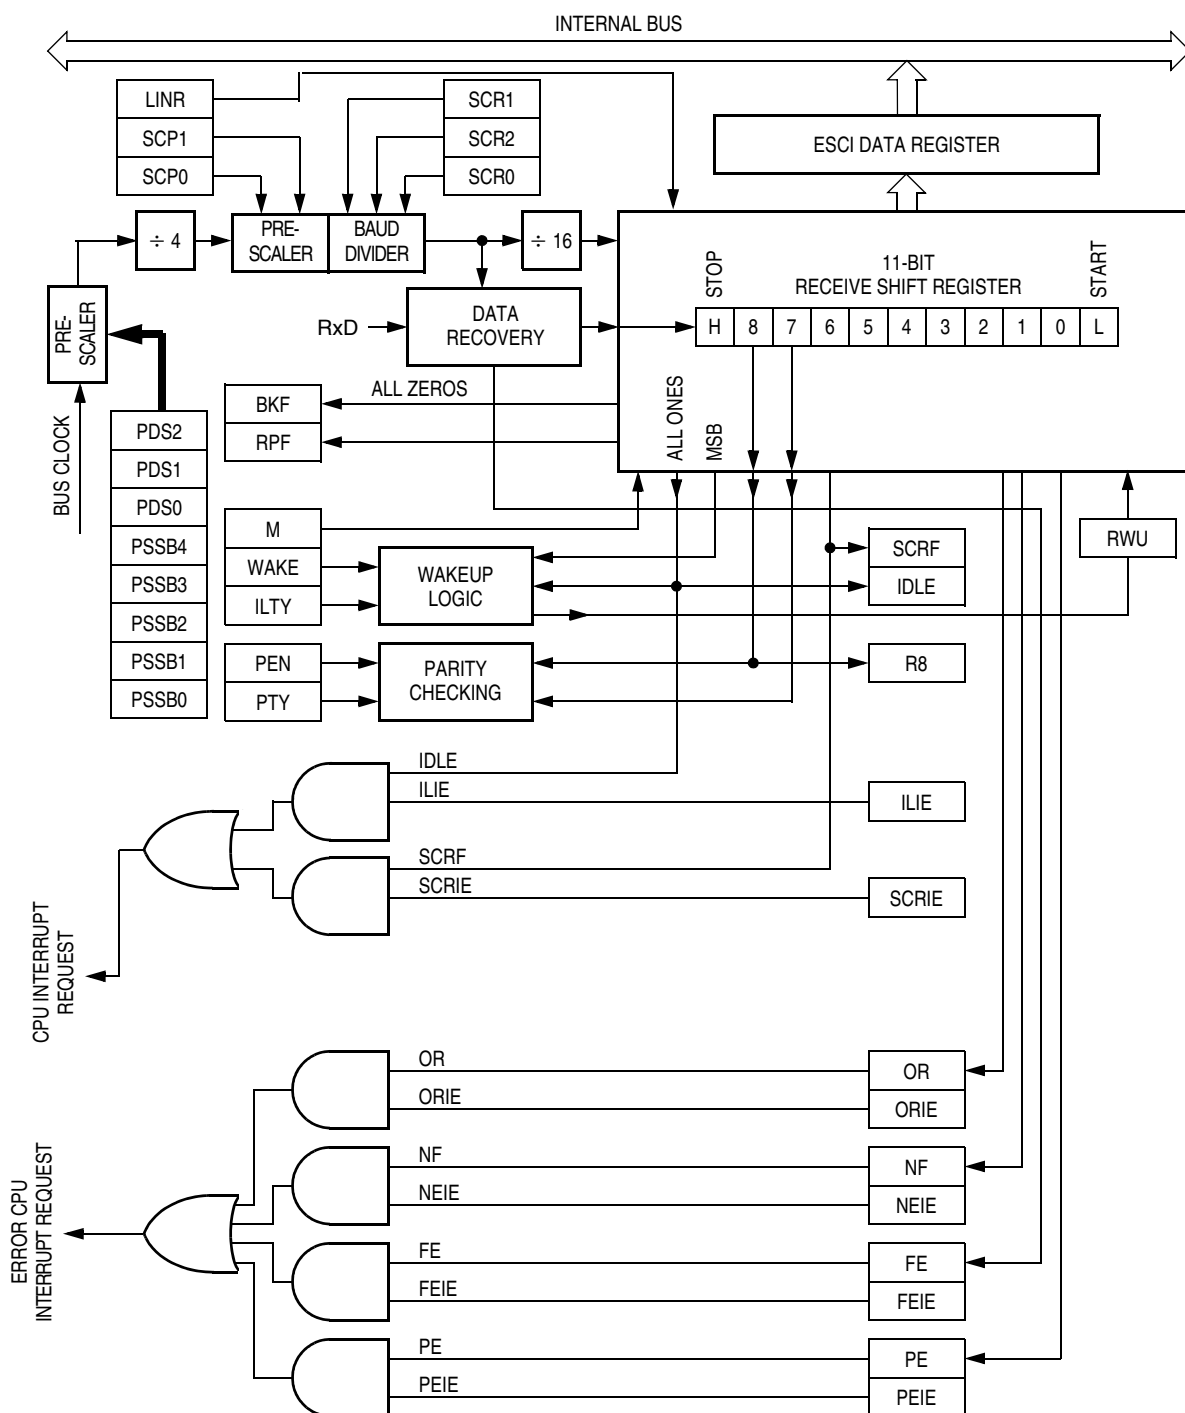 INTERNAL BUS
LINR
SCP1
SCP0
SCR1
SCR2
SCR0
ESCI DATA REGISTER
÷ 4
PRE-
SCALER
BAUD
DIVIDER
÷ 16
PRE-
SCALER
BUS CLOCK
RxD
DATA
RECOVERY
STOP
11-BIT
RECEIVE SHIFT REGISTER
START
H
8
7
6
5
4
3
2
1
0
L
ALL ZEROS
BKF
RPF
ALL ONES
MSB
PDS2
PDS1
PDS0
PSSB4
PSSB3
PSSB2
PSSB1
PSSB0
M
WAKE
ILTY
WAKEUP
LOGIC
SCRF
IDLE
RWU
PEN
PTY
PARITY
CHECKING
R8
IDLE
ILIE
ILIE
SCRF
SCRIE
SCRIE
CPU INTERRUPT
REQUEST
OR
ORIE
OR
ORIE
NF
NEIE
NF
NEIE
ERROR CPU
INTERRUPT REQUEST
FE
FEIE
FE
FEIE
PE
PEIE
PE
PEIE